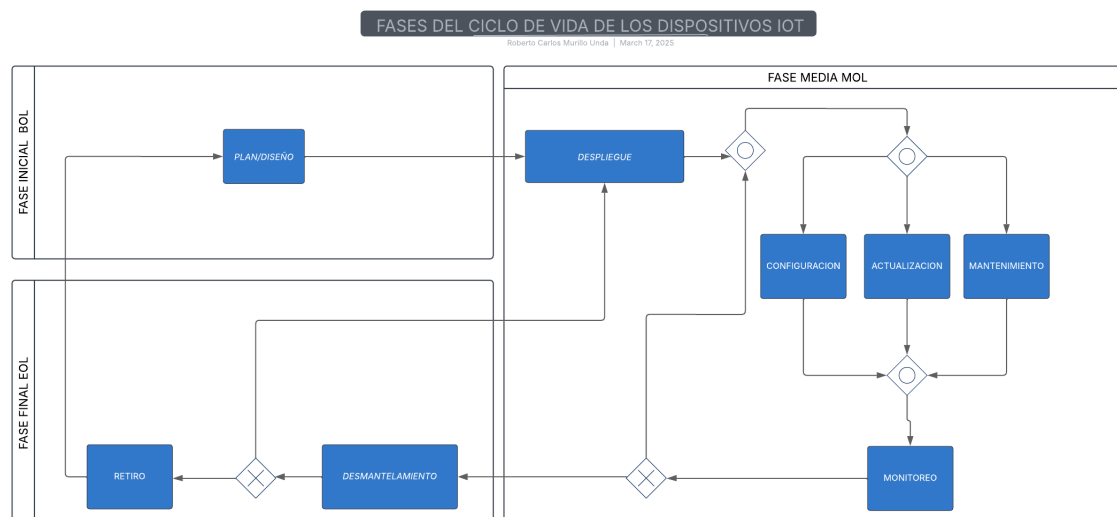 FASES DEL CICLO DE VIDA DE LOS DISPOSITIVOS IOT
Roberto Carlos Murillo Unda | March 17, 2025
FASE INICIAL BOL
PLAN/DISEÑO
FASE MEDIA MOL
DESPLIEGUE
CONFIGURACION
ACTUALIZACION
MANTENIMIENTO
FASE FINAL EOL
RETIRO
DESMANTELAMIENTO
MONITOREO